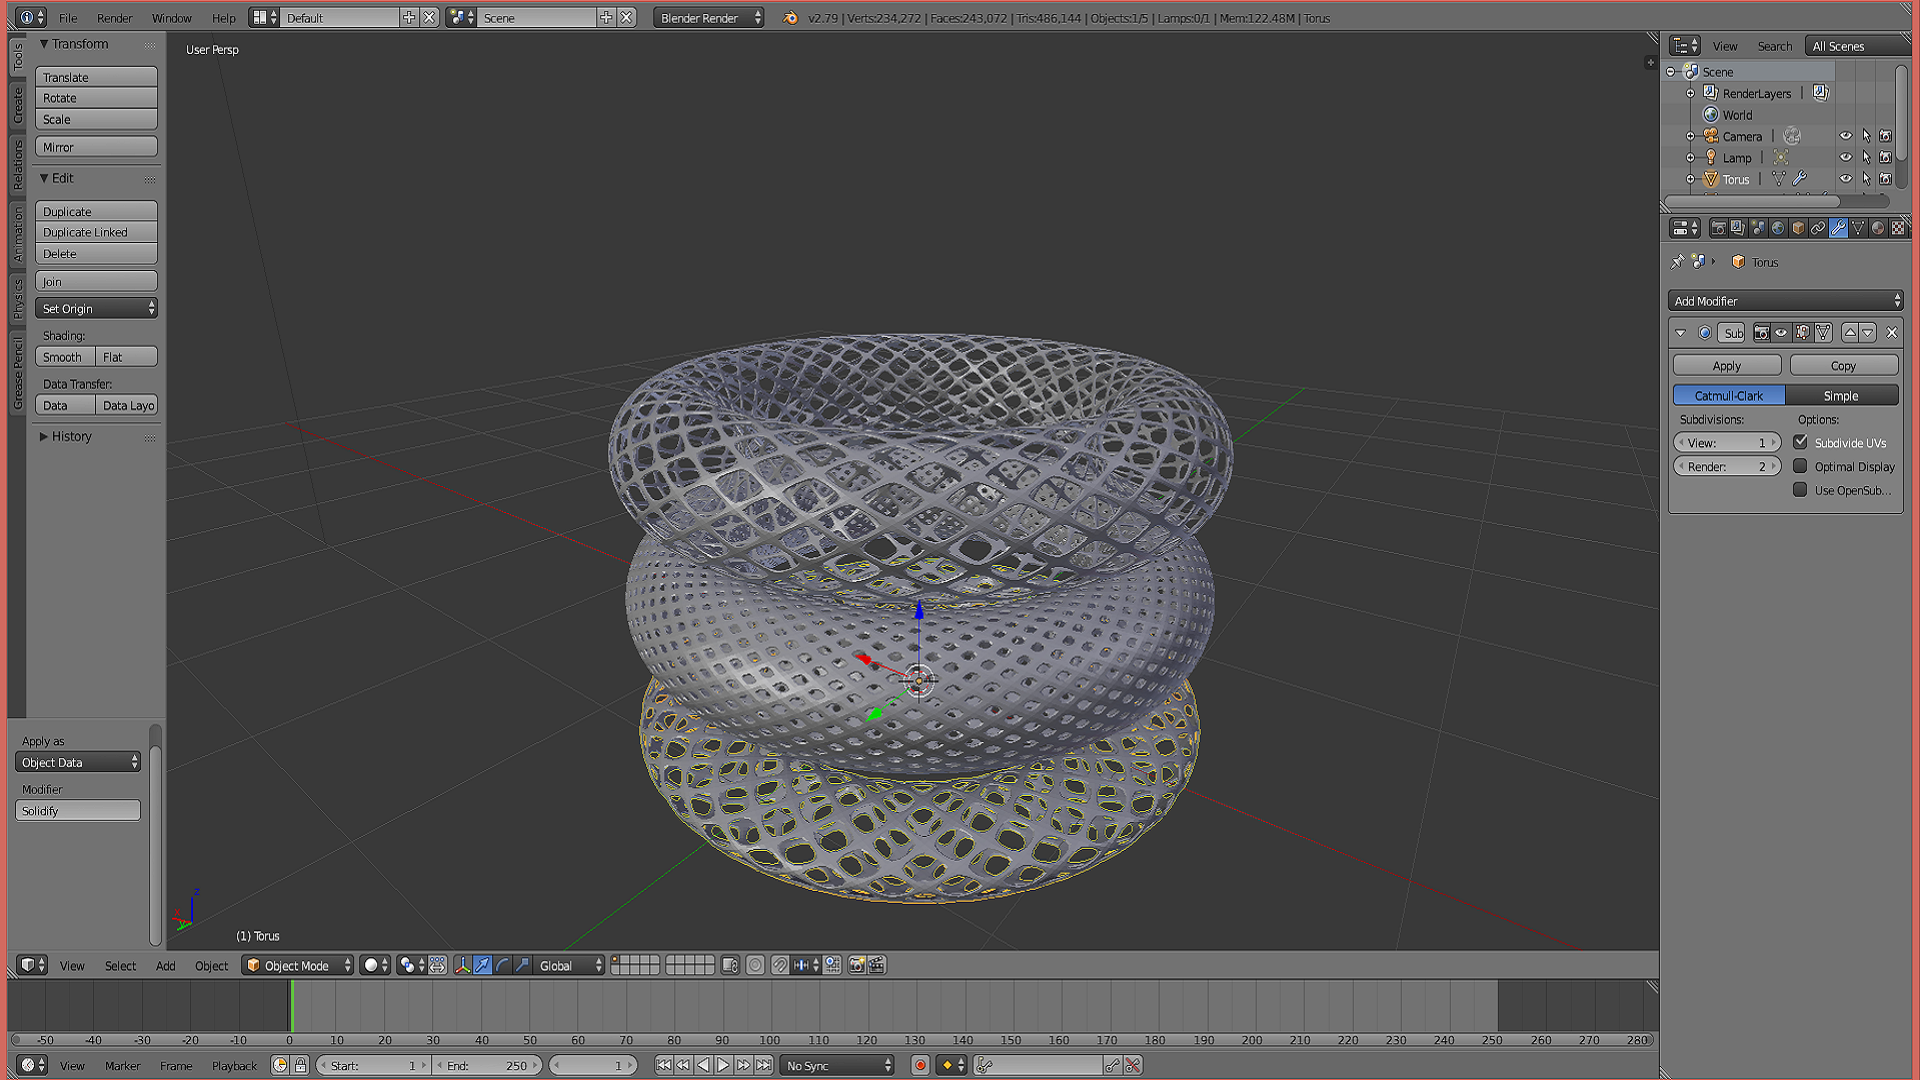 File Render Window Help Default Scene Blender Render v2.79 | Verts:234,272 | Faces:243,072 | Tris:486,144 | Objects:1/5 | Lamps:0/1 | Mem:122.48M | Torus
Tools
Create
Relations
Animation
Physics
Grease Pencil
Transform
Translate
Rotate
Scale
Mirror
Edit
Duplicate
Duplicate Linked
Delete
Join
Set Origin
Shading:
Smooth Flat
Data Transfer:
Data Data Layo
History
Apply as
Object Data
Modifier
Solidify
User Persp
z
x
y
(1) Torus
View Search All Scenes
Scene
RenderLayers
World
Camera
Lamp
Torus
Torus
Add Modifier
Sub
Apply Copy
Catmull-Clark Simple
Subdivisions: Options:
View: 1 Subdivide UVs
Render: 2 Optimal Display
Use OpenSub...
View Select Add Object Object Mode Global
-50 -40 -30 -20 -10 0 10 20 30 40 50 60 70 80 90 100 110 120 130 140 150 160 170 180 190 200 210 220 230 240 250 260 270 280
View Marker Frame Playback Start: 1 End: 250 1 No Sync